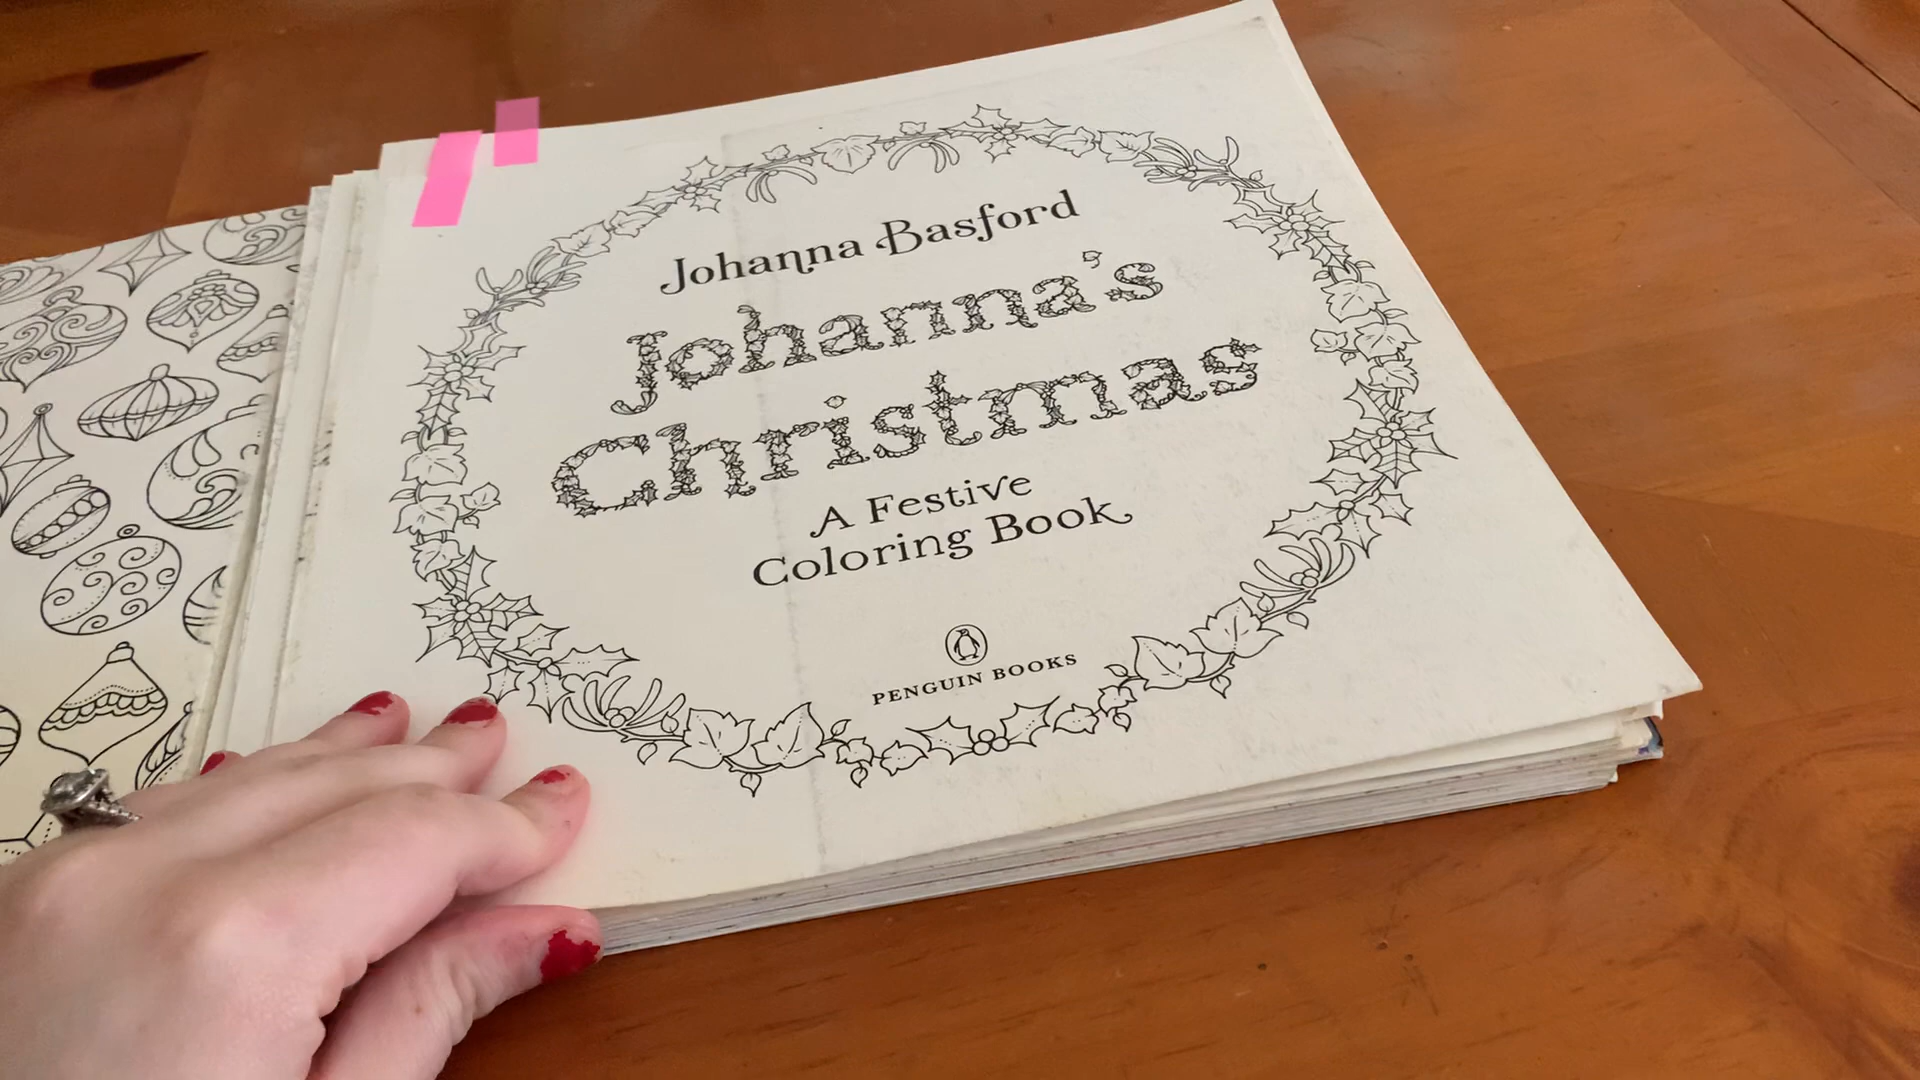 Johanna Basford
Johanna's
Christmas
A Festive
Coloring Book
PENGUIN BOOKS